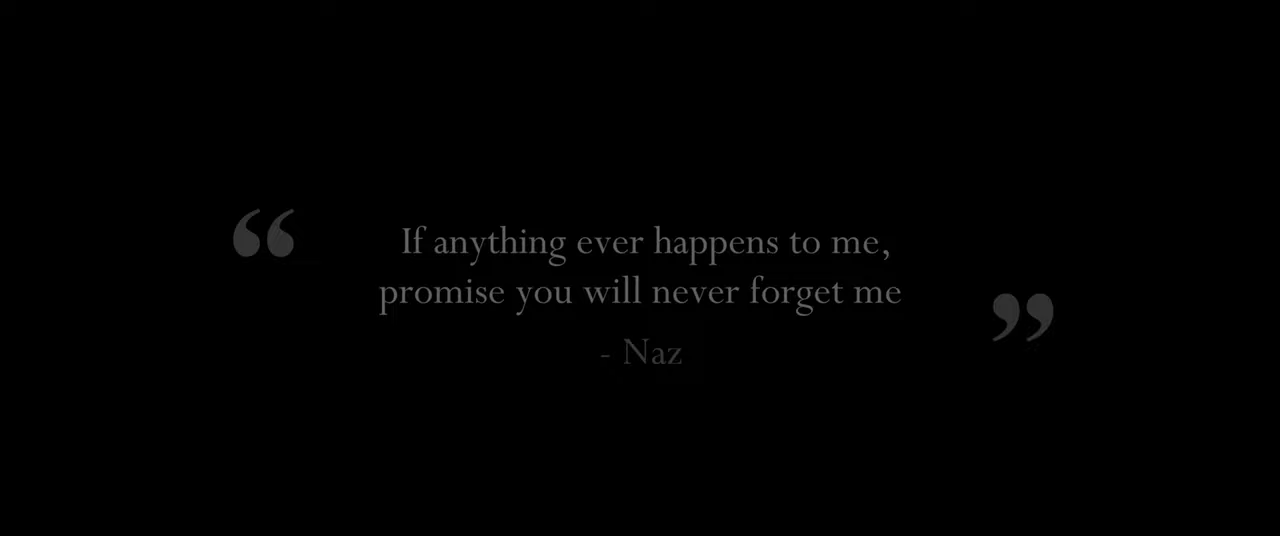 “ If anything ever happens to me,
promise you will never forget me ”
- Naz